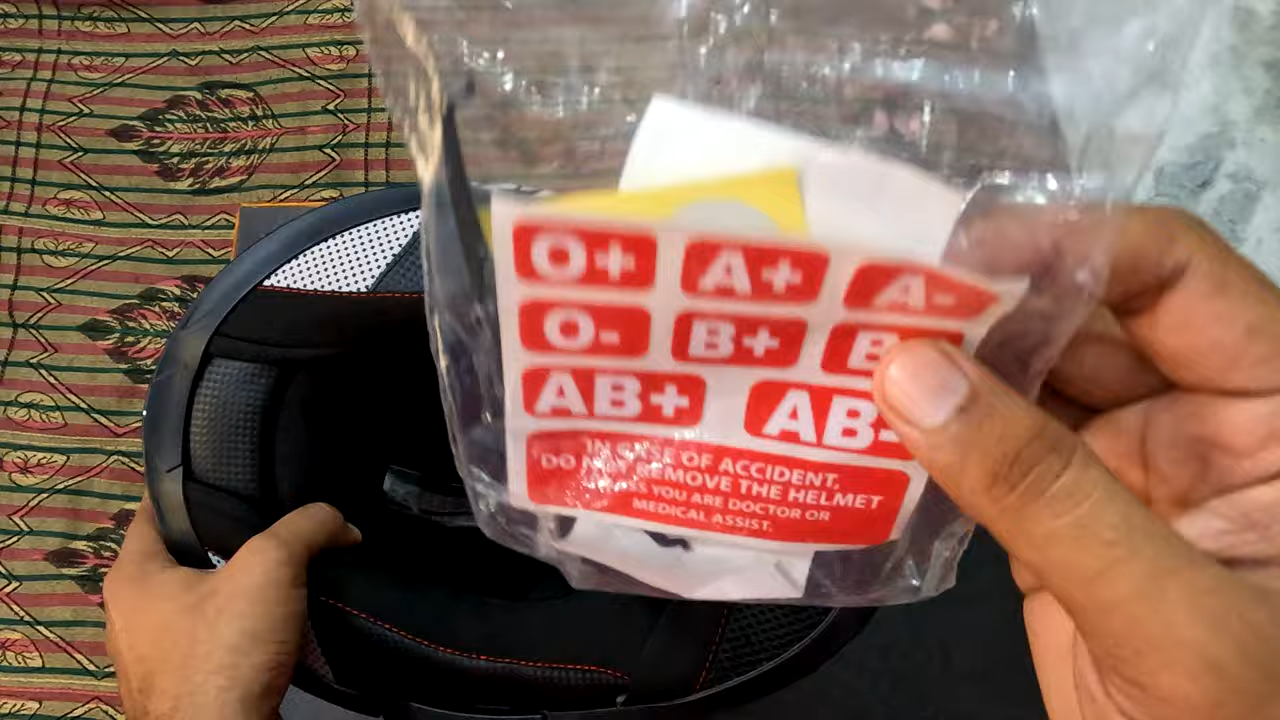 O+ A+ A-
O- B+ B
AB+ AB-
IN CASE OF ACCIDENT,
DO NOT REMOVE THE HELMET
YOU ARE DOCTOR OR
MEDICAL ASSIST.